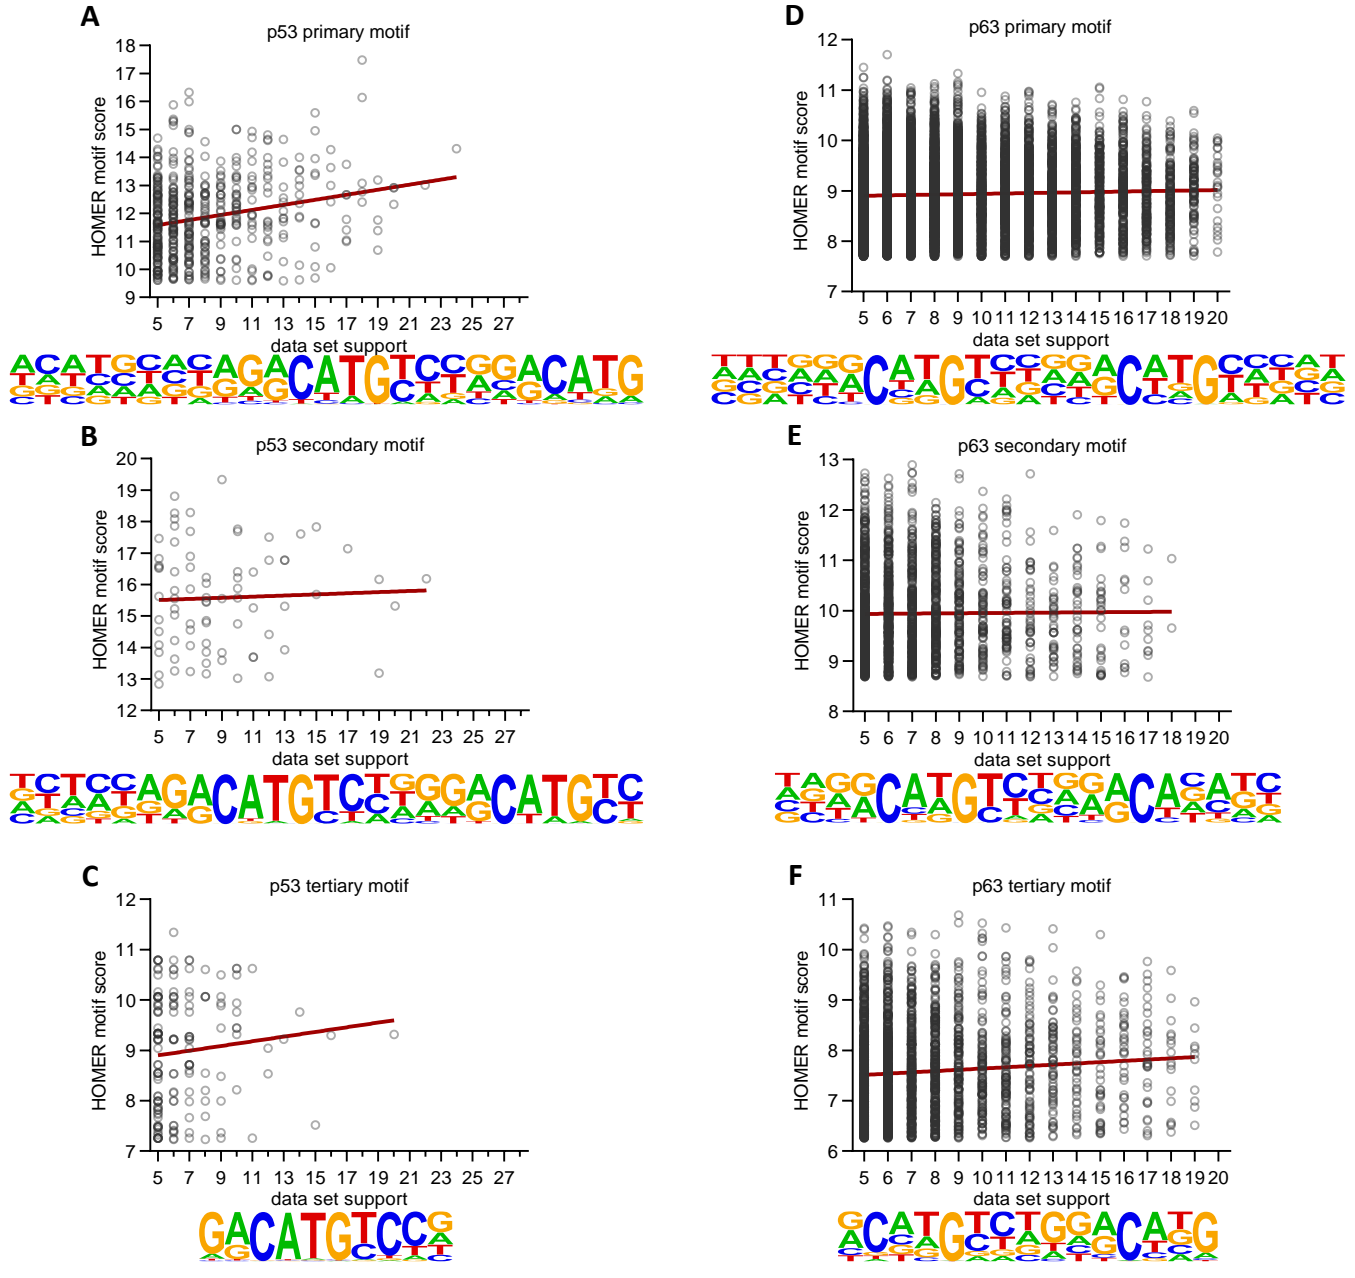 A
p53 primary motif
HOMER motif score
18
17
16
15
14
13
12
11
10
9
5 7 9 11 13 15 17 19 21 23 25 27
data set support
B
p53 secondary motif
HOMER motif score
20
19
18
17
16
15
14
13
12
5 7 9 11 13 15 17 19 21 23 25 27
data set support
C
p53 tertiary motif
HOMER motif score
12
11
10
9
8
7
5 7 9 11 13 15 17 19 21 23 25 27
data set support
GACATGTCCG
D
p63 primary motif
HOMER motif score
12
11
10
9
8
7
5 6 7 8 9 10 11 12 13 14 15 16 17 18 19 20
data set support
E
p63 secondary motif
HOMER motif score
13
12
11
10
9
8
5 6 7 8 9 10 11 12 13 14 15 16 17 18 19 20
data set support
F
p63 tertiary motif
HOMER motif score
11
10
9
8
7
6
5 6 7 8 9 10 11 12 13 14 15 16 17 18 19 20
data set support
GCATGTCTGGACATG